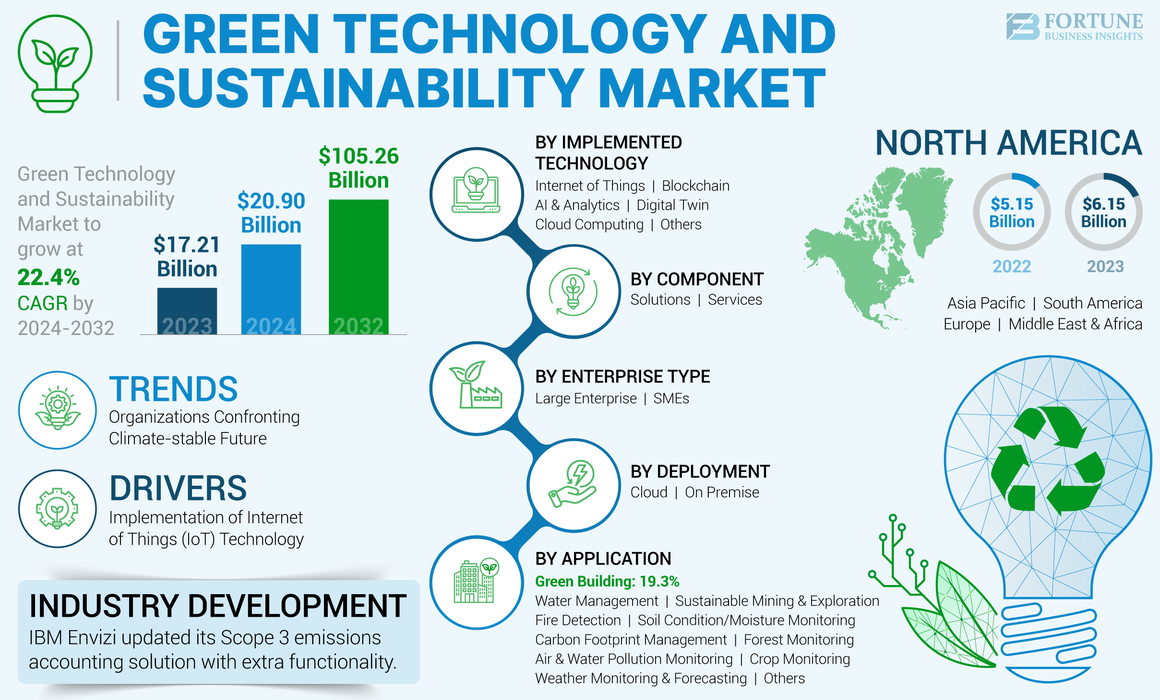 GREEN TECHNOLOGY AND
SUSTAINABILITY MARKET
FORTUNE
BUSINESS INSIGHTS
Green Technology
and Sustainability
Market to
grow at
22.4%
CAGR by
2024-2032
$17.21
Billion
2023
$20.90
Billion
2024
$105.26
Billion
2032
TRENDS
Organizations Confronting
Climate-stable Future
DRIVERS
Implementation of Internet
of Things (IoT) Technology
INDUSTRY DEVELOPMENT
IBM Envizi updated its Scope 3 emissions
accounting solution with extra functionality.
BY IMPLEMENTED
TECHNOLOGY
Internet of Things | Blockchain
AI & Analytics | Digital Twin
Cloud Computing | Others
BY COMPONENT
Solutions | Services
BY ENTERPRISE TYPE
Large Enterprise | SMEs
BY DEPLOYMENT
Cloud | On Premise
BY APPLICATION
Green Building: 19.3%
Water Management | Sustainable Mining & Exploration
Fire Detection | Soil Condition/Moisture Monitoring
Carbon Footprint Management | Forest Monitoring
Air & Water Pollution Monitoring | Crop Monitoring
Weather Monitoring & Forecasting | Others
NORTH AMERICA
$5.15
Billion
2022
$6.15
Billion
2023
Asia Pacific | South America
Europe | Middle East & Africa